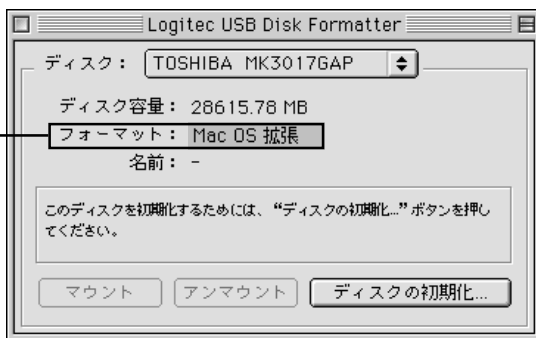 Logitec USB Disk Formatter
ディスク： TOSHIBA MK3017GAP
ディスク容量： 28615.78 MB
フォーマット： Mac OS 拡張
名前： -
このディスクを初期化するためには、“ディスクの初期化...”ボタンを押し
てください。
マウント アンマウント ディスクの初期化...